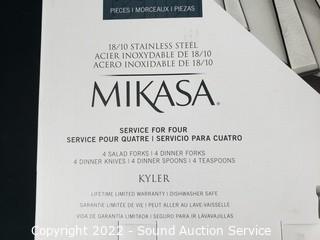 PIECES | MORCEAUX | PIEZAS
18/10 STAINLESS STEEL
ACIER INOXYDABLE DE 18/10
ACERO INOXIDABLE DE 18/10
MIKASA®
SERVICE FOR FOUR
SERVICE POUR QUATRE | SERVICIO PARA CUATRO
4 SALAD FORKS | 4 DINNER FORKS
4 DINNER KNIVES | 4 DINNER SPOONS | 4 TEASPOONS
KYLER
LIFETIME LIMITED WARRANTY | DISHWASHER SAFE
GARANTIE LIMITÉE DE VIE | PEUT ALLER AU LAVE-VAISSELLE
VIDA DE GARANTÍA LIMITADA | SEGURO PARA IR LAVAVAJILLAS
Copyright 2022 - Sound Auction Service